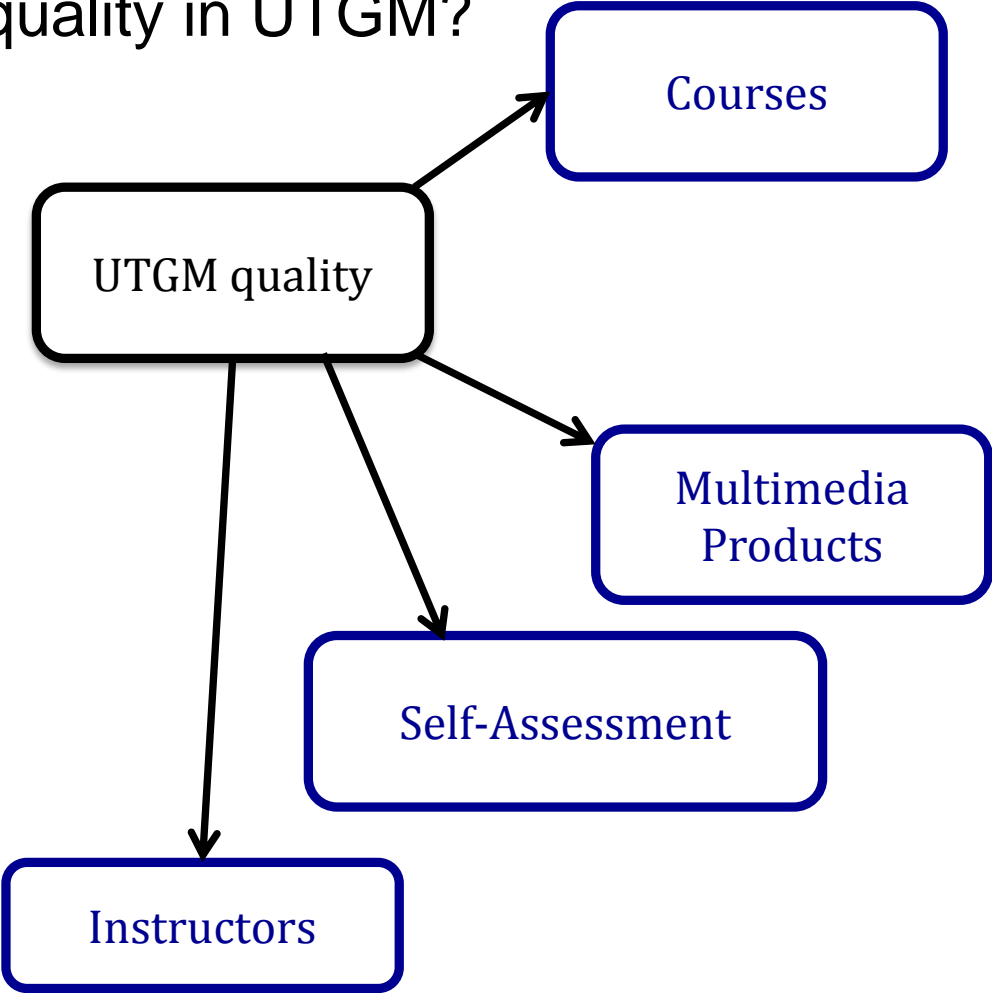 quality in UTGM?
Courses
UTGM quality
Multimedia
Products
Self-Assessment
Instructors